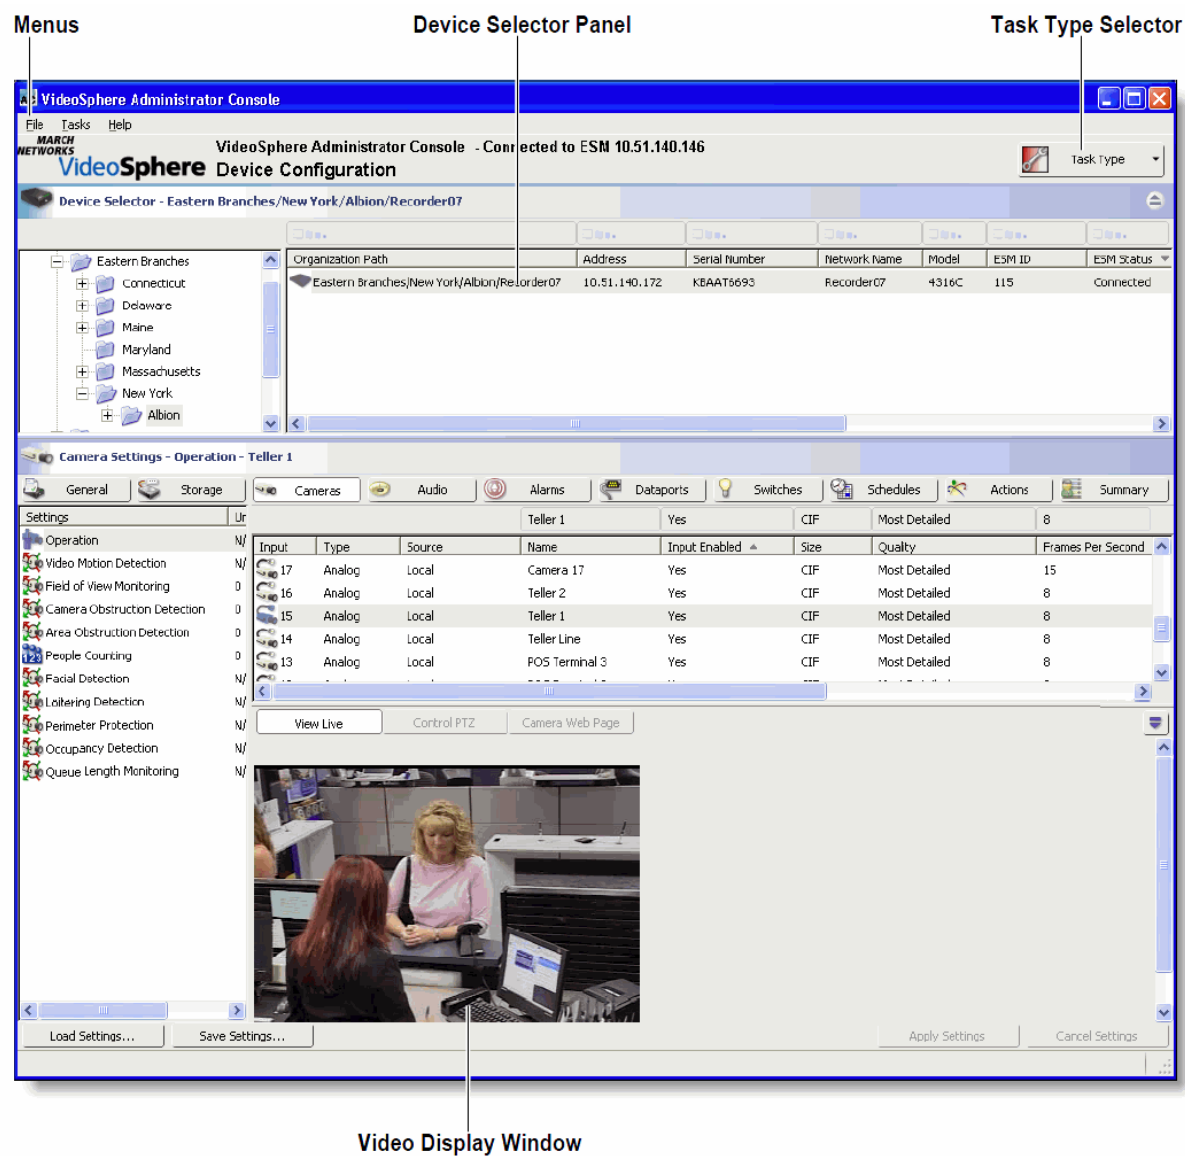 Menus
Device Selector Panel
Task Type Selector
VideoSphere Administrator Console
File Tasks Help
MARCH NETWORKS
VideoSphere
VideoSphere Administrator Console - Connected to ESM 10.51.140.146
Device Configuration
Task Type
Device Selector - Eastern Branches/New York/Albion/Recorder07
Organization Path Address Serial Number Network Name Model ESM ID ESM Status
Eastern Branches/New York/Albion/Recorder07 10.51.140.172 KBAAT6693 Recorder07 4316C 115 Connected
Eastern Branches
Connecticut
Delaware
Maine
Maryland
Massachusetts
New York
Albion
Camera Settings - Operation - Teller 1
General Storage Cameras Audio Alarms Dataports Switches Schedules Actions Summary
Settings Ur
Operation N/
Video Motion Detection N/
Field of View Monitoring 0
Camera Obstruction Detection 0
Area Obstruction Detection 0
People Counting 0
Facial Detection N/
Loitering Detection N/
Perimeter Protection N/
Occupancy Detection N/
Queue Length Monitoring N/
Teller 1 Yes CIF Most Detailed 8
Input Type Source Name Input Enabled Size Quality Frames Per Second
17 Analog Local Camera 17 Yes CIF Most Detailed 15
16 Analog Local Teller 2 Yes CIF Most Detailed 8
15 Analog Local Teller 1 Yes CIF Most Detailed 8
14 Analog Local Teller Line Yes CIF Most Detailed 8
13 Analog Local POS Terminal 3 Yes CIF Most Detailed 8
View Live Control PTZ Camera Web Page
Load Settings... Save Settings... Apply Settings Cancel Settings
Video Display Window